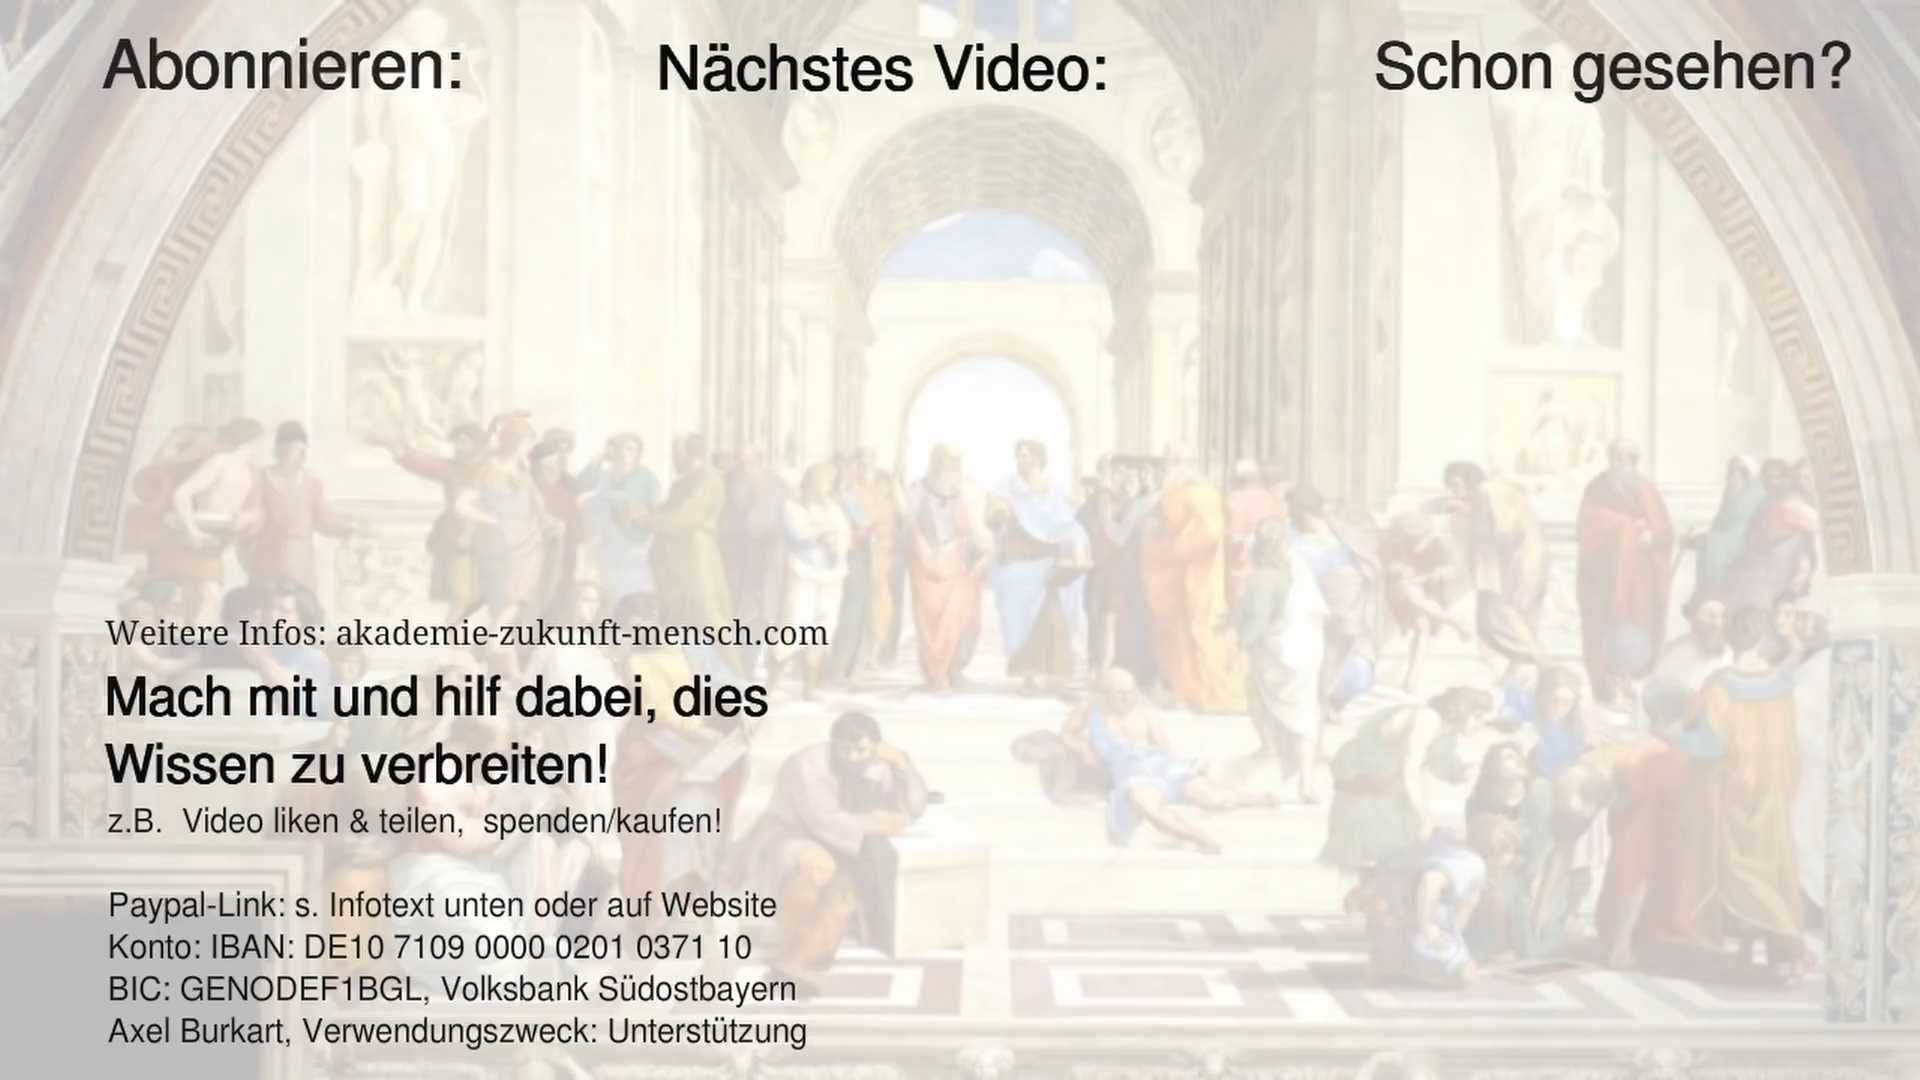 Abonnieren:
Nächstes Video:
Schon gesehen?
Weitere Infos: akademie-zukunft-mensch.com
Mach mit und hilf dabei, dies
Wissen zu verbreiten!
z.B. Video liken & teilen, spenden/kaufen!
Paypal-Link: s. Infotext unten oder auf Website
Konto: IBAN: DE10 7109 0000 0201 0371 10
BIC: GENODEF1BGL, Volksbank Südostbayern
Axel Burkart, Verwendungszweck: Unterstützung